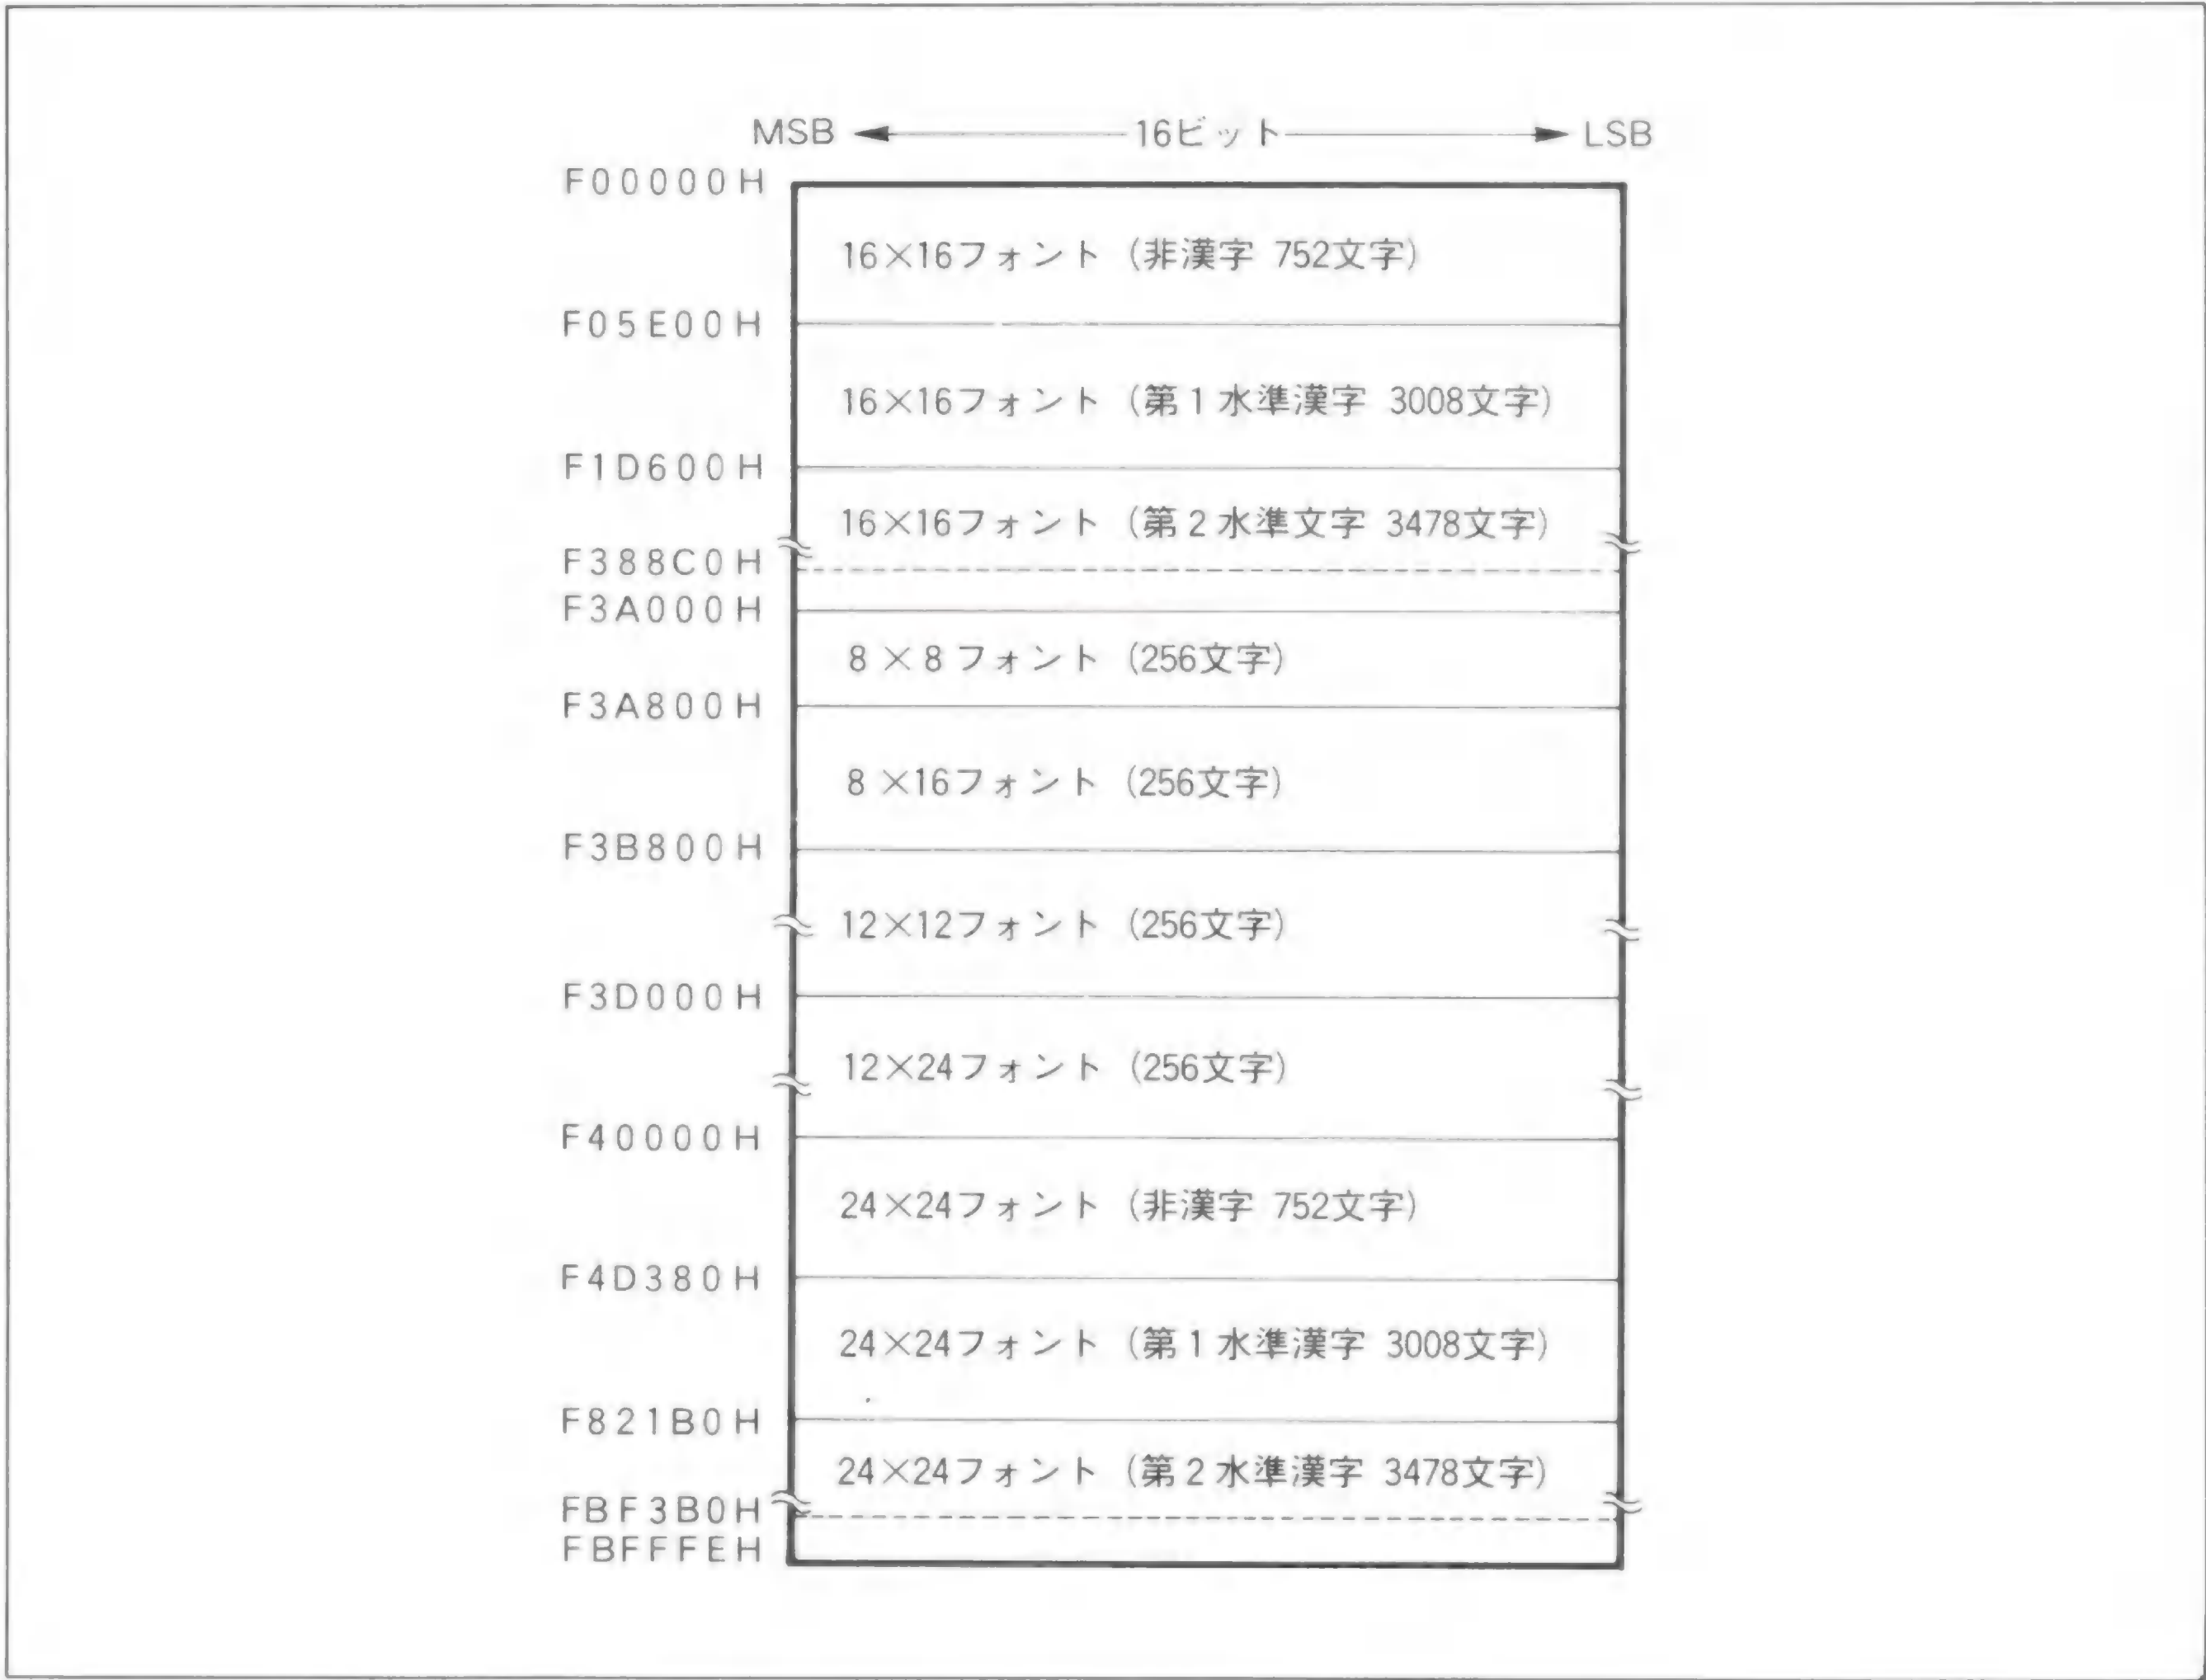 MSB ←16ビット→ LSB
F00000H
16×16フォント (非漢字 752文字)
F05E00H
16×16フォント (第1水準漢字 3008文字)
F1D600H
16×16フォント (第2水準文字 3478文字)
F388C0H
F3A000H
8×8フォント (256文字)
F3A800H
8×16フォント (256文字)
F3B800H
12×12フォント (256文字)
F3D000H
12×24フォント (256文字)
F40000H
24×24フォント (非漢字 752文字)
F4D380H
24×24フォント (第1水準漢字 3008文字)
F821B0H
24×24フォント (第2水準漢字 3478文字)
FBF3B0H
FBFFFEH